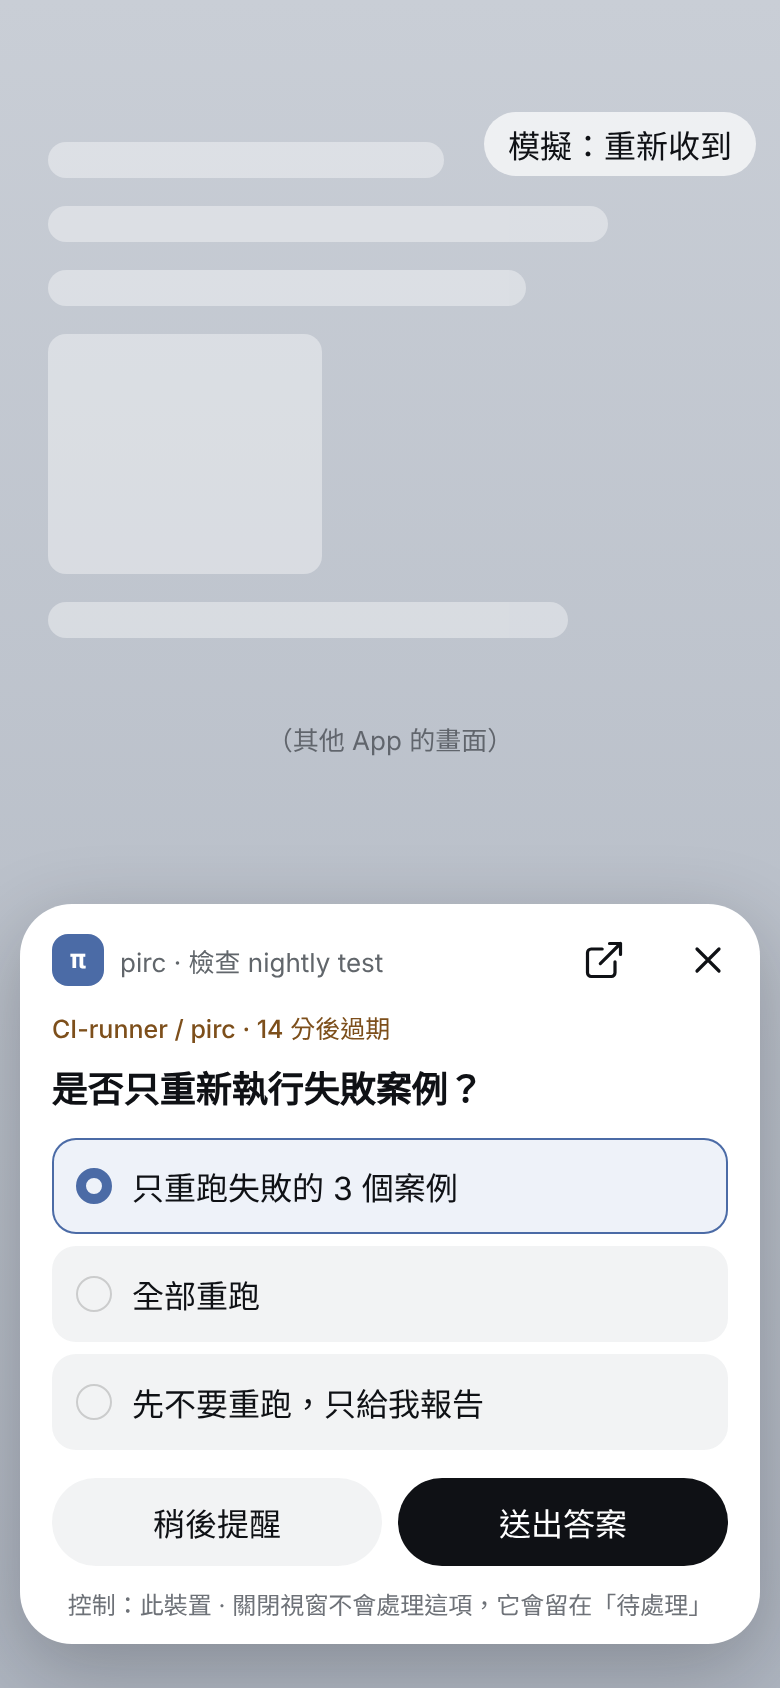 模擬：重新收到
（其他 App 的畫面）
π
pirc · 檢查 nightly test
CI-runner / pirc · 14 分後過期
是否只重新執行失敗案例？
只重跑失敗的 3 個案例
全部重跑
先不要重跑，只給我報告
稍後提醒
送出答案
控制：此裝置 · 關閉視窗不會處理這項，它會留在「待處理」